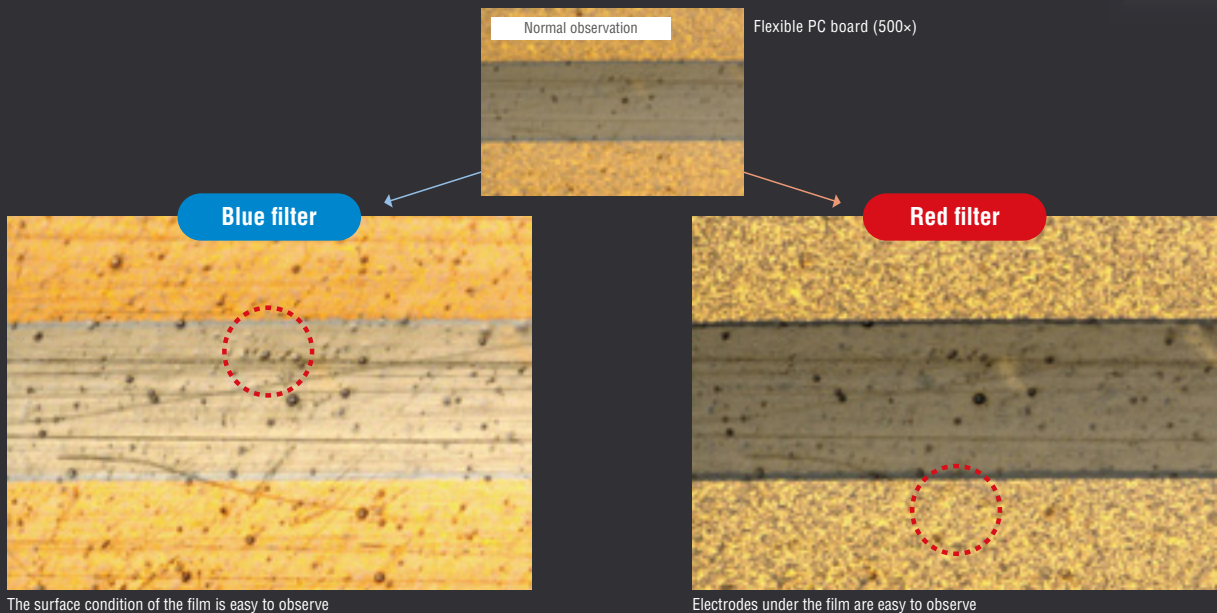 Normal observation
Flexible PC board (500×)
Blue filter
Red filter
The surface condition of the film is easy to observe
Electrodes under the film are easy to observe